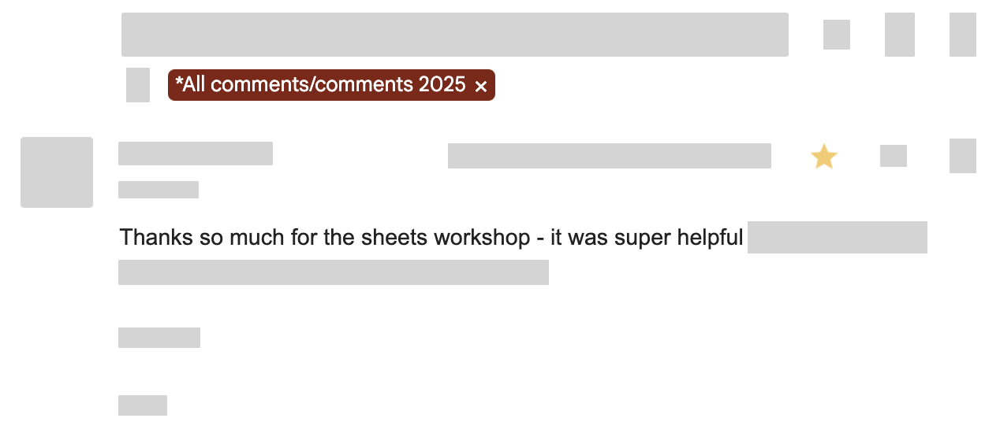 *All comments/comments 2025 ×
Thanks so much for the sheets workshop - it was super helpful